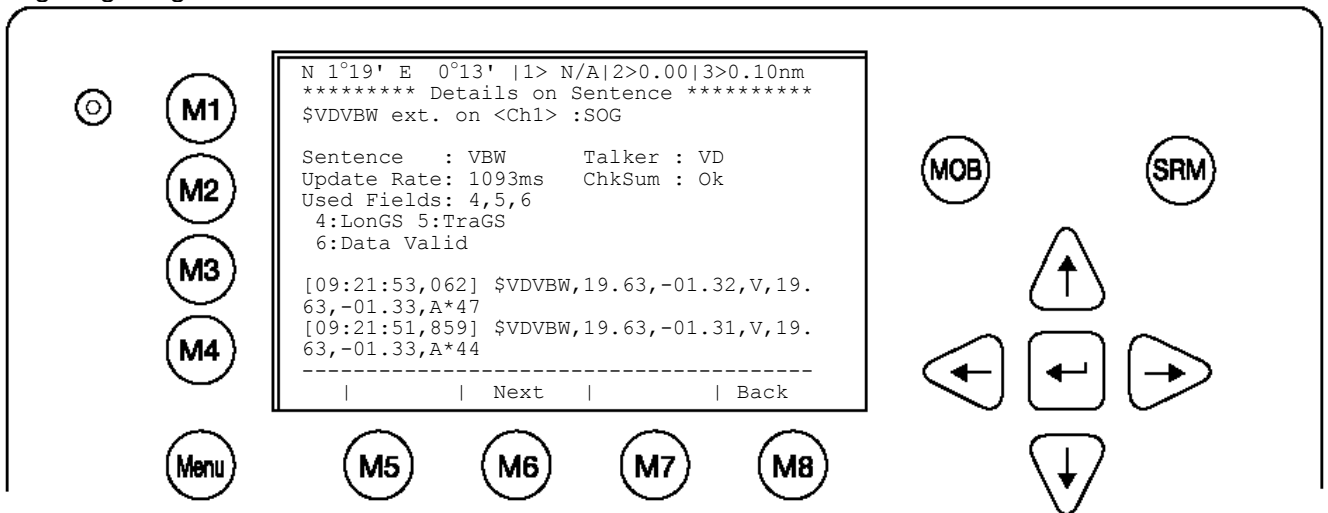 N 1°19' E 0°13' |1> N/A|2>0.00|3>0.10nm
********* Details on Sentence **********
$VDVBW ext. on <Ch1> :SOG
Sentence : VBW Talker : VD
Update Rate: 1093ms ChkSum : Ok
Used Fields: 4,5,6
4:LonGS 5:TraGS
6:Data Valid
[09:21:53,062] $VDVBW,19.63,-01.32,V,19.
63,-01.33,A*47
[09:21:51,859] $VDVBW,19.63,-01.31,V,19.
63,-01.33,A*44
----------------------------------------
| | Next | | Back
M1
M2
M3
M4
Menu
M5
M6
M7
M8
MOB
SRM